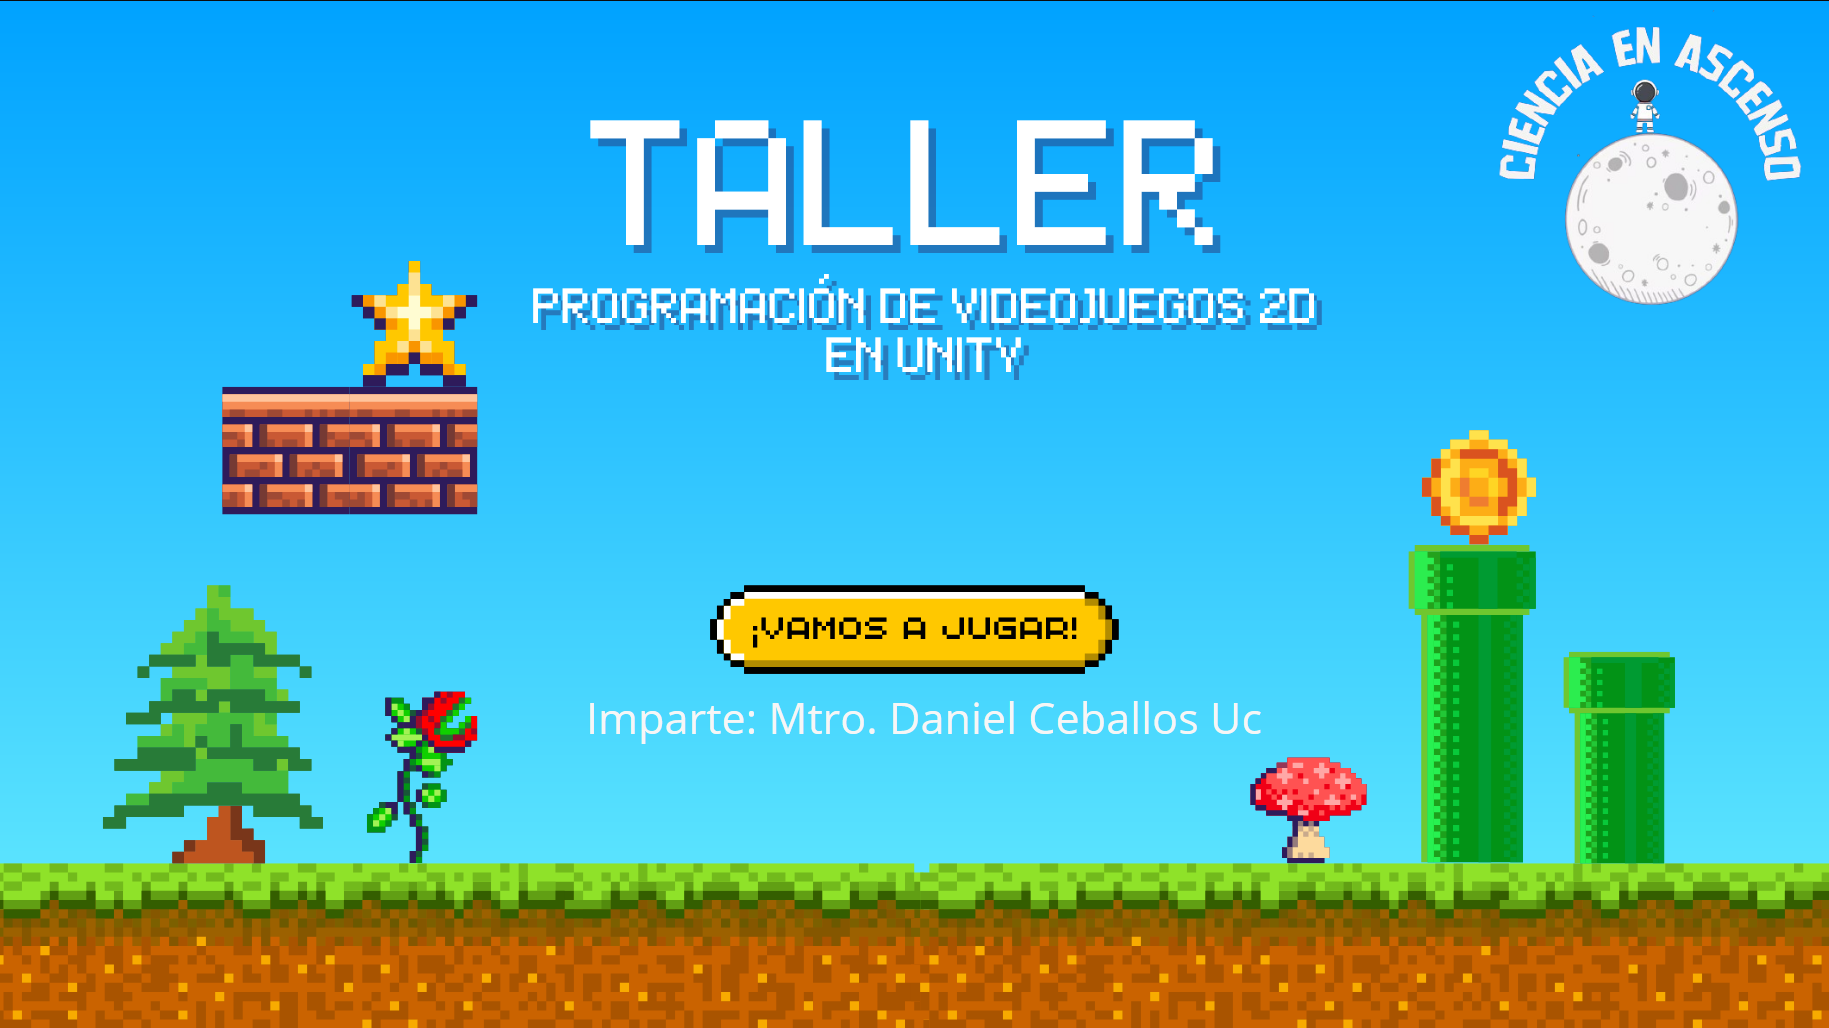 CIENCIA EN ASCENSO
TALLER
PROGRAMACIÓN DE VIDEOJUEGOS 2D
EN UNITY
¡VAMOS A JUGAR!
Imparte: Mtro. Daniel Ceballos Uc